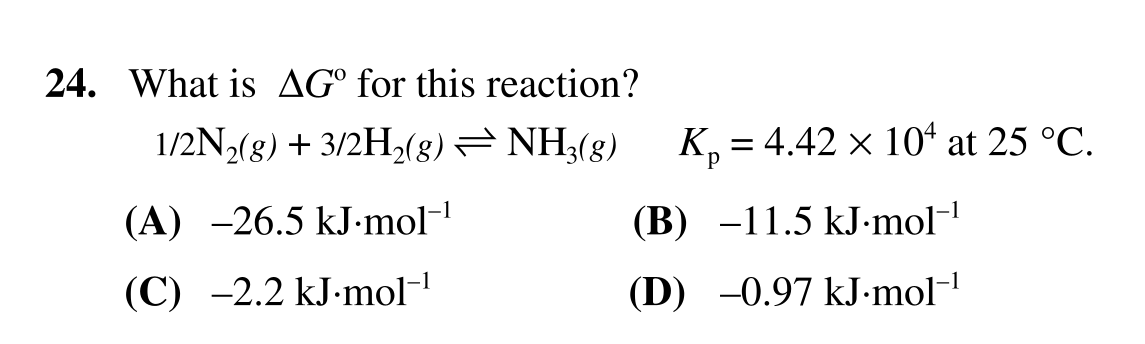 24. What is ΔG° for this reaction?
1/2N₂(g) + 3/2H₂(g) ⇌ NH₃(g) Kₚ = 4.42 × 10⁴ at 25 °C.
(A) –26.5 kJ·mol⁻¹ (B) –11.5 kJ·mol⁻¹
(C) –2.2 kJ·mol⁻¹ (D) –0.97 kJ·mol⁻¹